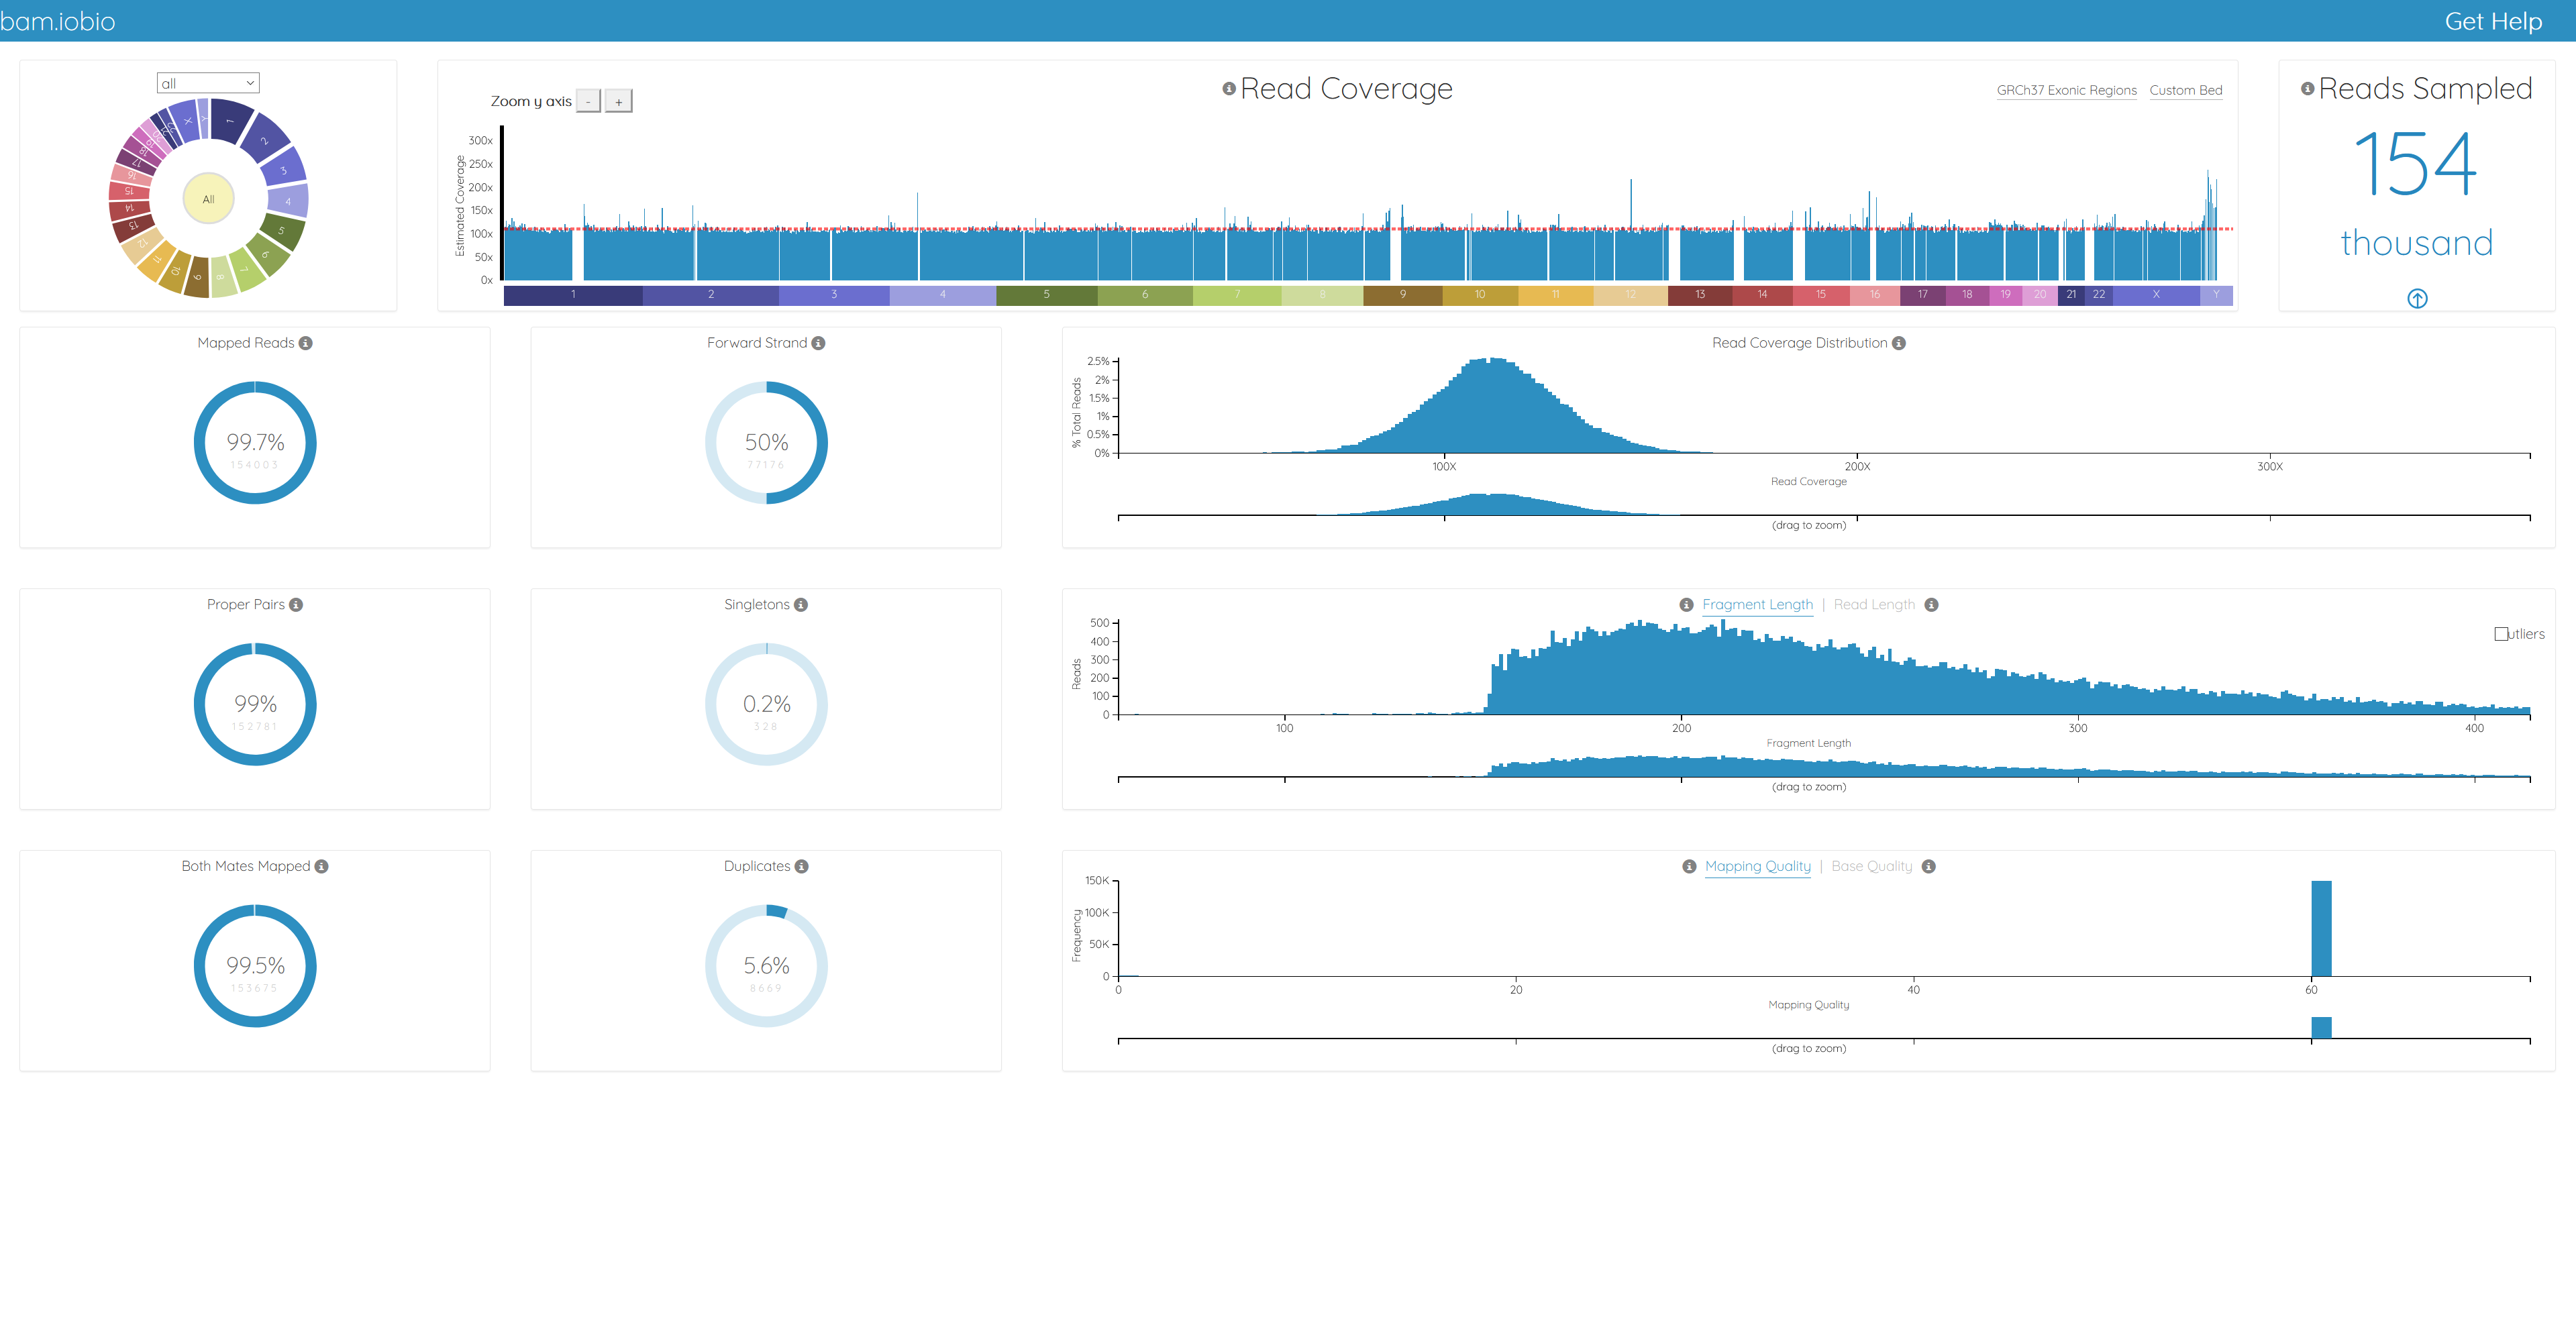 bam.iobio
Get Help
all
1
2
3
4
5
6
7
8
9
10
11
12
13
14
15
16
17
18
X
Y
All
Zoom y axis - +
Read Coverage
GRCh37 Exonic Regions Custom Bed
Estimated Coverage
300x
250x
200x
150x
100x
50x
0x
1 2 3 4 5 6 7 8 9 10 11 12 13 14 15 16 17 18 19 20 21 22 X Y
Reads Sampled
154
thousand
Mapped Reads
99.7%
154003
Forward Strand
50%
77176
Read Coverage Distribution
% Total Reads
2.5%
2%
1.5%
1%
0.5%
0%
100X 200X 300X
Read Coverage
(drag to zoom)
Proper Pairs
99%
152781
Singletons
0.2%
328
Fragment Length | Read Length
utliers
Reads
500
400
300
200
100
0
100 200 300 400
Fragment Length
(drag to zoom)
Both Mates Mapped
99.5%
153675
Duplicates
5.6%
8669
Mapping Quality | Base Quality
Frequency
150K
100K
50K
0
0 20 40 60
Mapping Quality
(drag to zoom)